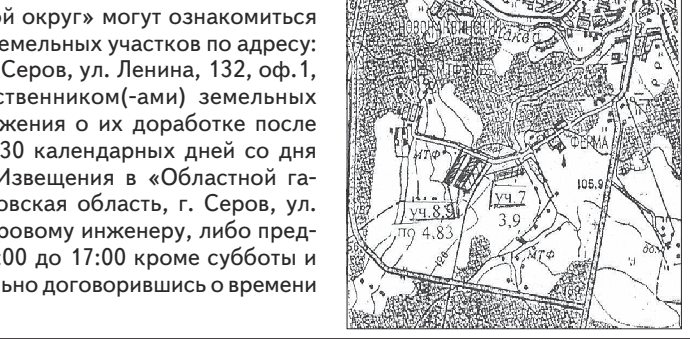 ой округ» могут ознакомиться
емельных участков по адресу:
Серов, ул. Ленина, 132, оф.1,
ственником(-ами) земельных
жения о их доработке после
30 календарных дней со дня
Извещения в «Областной га-
овская область, г. Серов, ул.
ровому инженеру, либо пред-
:00 до 17:00 кроме субботы и
льно договорившись о времени
МТФ
ФЕРМА
105.9
уч.7
3,9
уч.8,9
по 4.83
МТФ